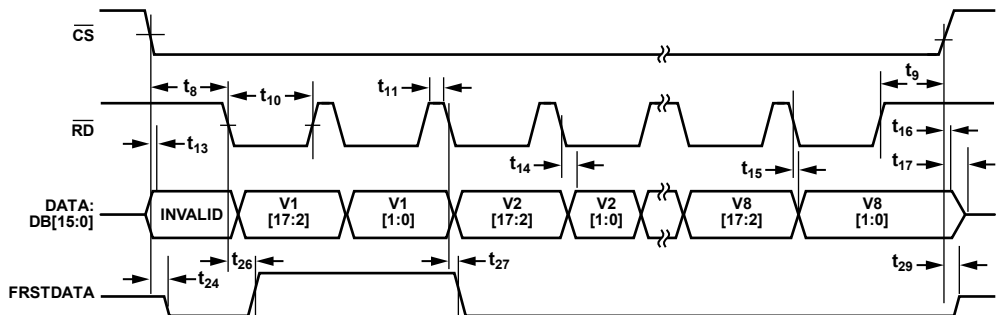 CS
t8
t10
t11
t9
RD
t13
t14
t15
t16
t17
DATA:
DB[15:0]
INVALID
V1
[17:2]
V1
[1:0]
V2
[17:2]
V2
[1:0]
V8
[17:2]
V8
[1:0]
t24
t26
t27
t29
FRSTDATA